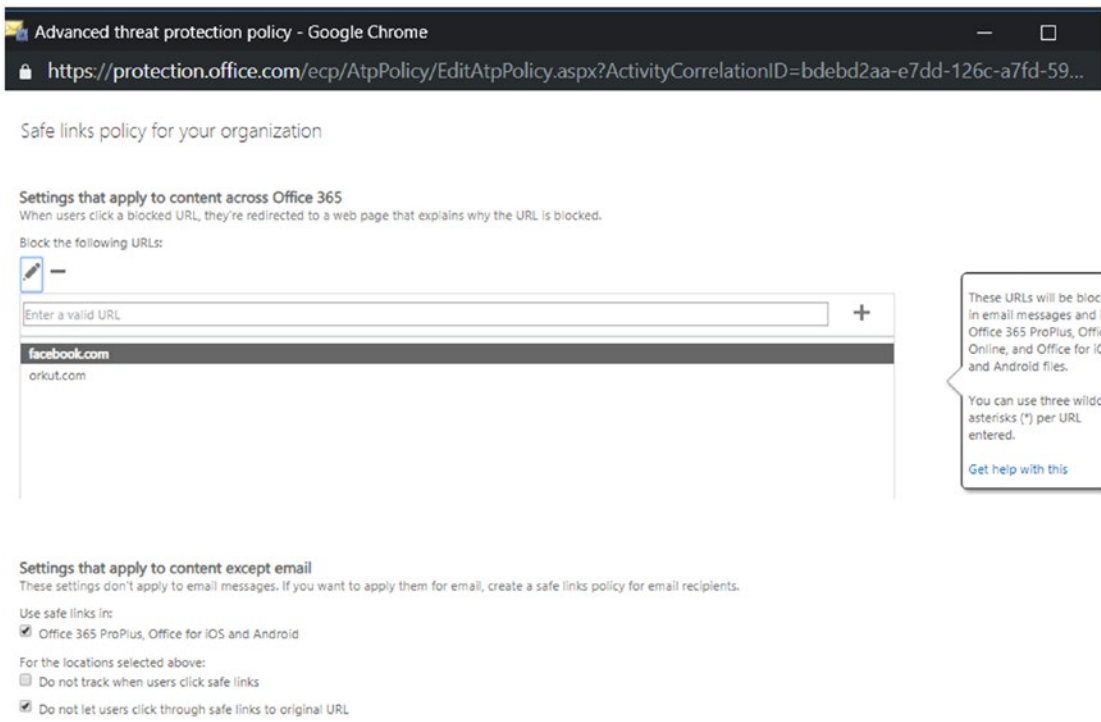 Advanced threat protection policy - Google Chrome
https://protection.office.com/ecp/AtpPolicy/EditAtpPolicy.aspx?ActivityCorrelationID=bdebd2aa-e7dd-126c-a7fd-59...
Safe links policy for your organization
Settings that apply to content across Office 365
When users click a blocked URL, they're redirected to a web page that explains why the URL is blocked.
Block the following URLs:
Enter a valid URL
facebook.com
orkut.com
These URLs will be
in email messages and
Office 365 ProPlus,
Online, and Office for
and Android files.
You can use three
asterisks (*) per URL
entered.
Get help with this
Settings that apply to content except email
These settings don't apply to email messages. If you want to apply them for email, create a safe links policy for email recipients.
Use safe links in:
Office 365 ProPlus, Office for iOS and Android
For the locations selected above:
Do not track when users click safe links
Do not let users click through safe links to original URL